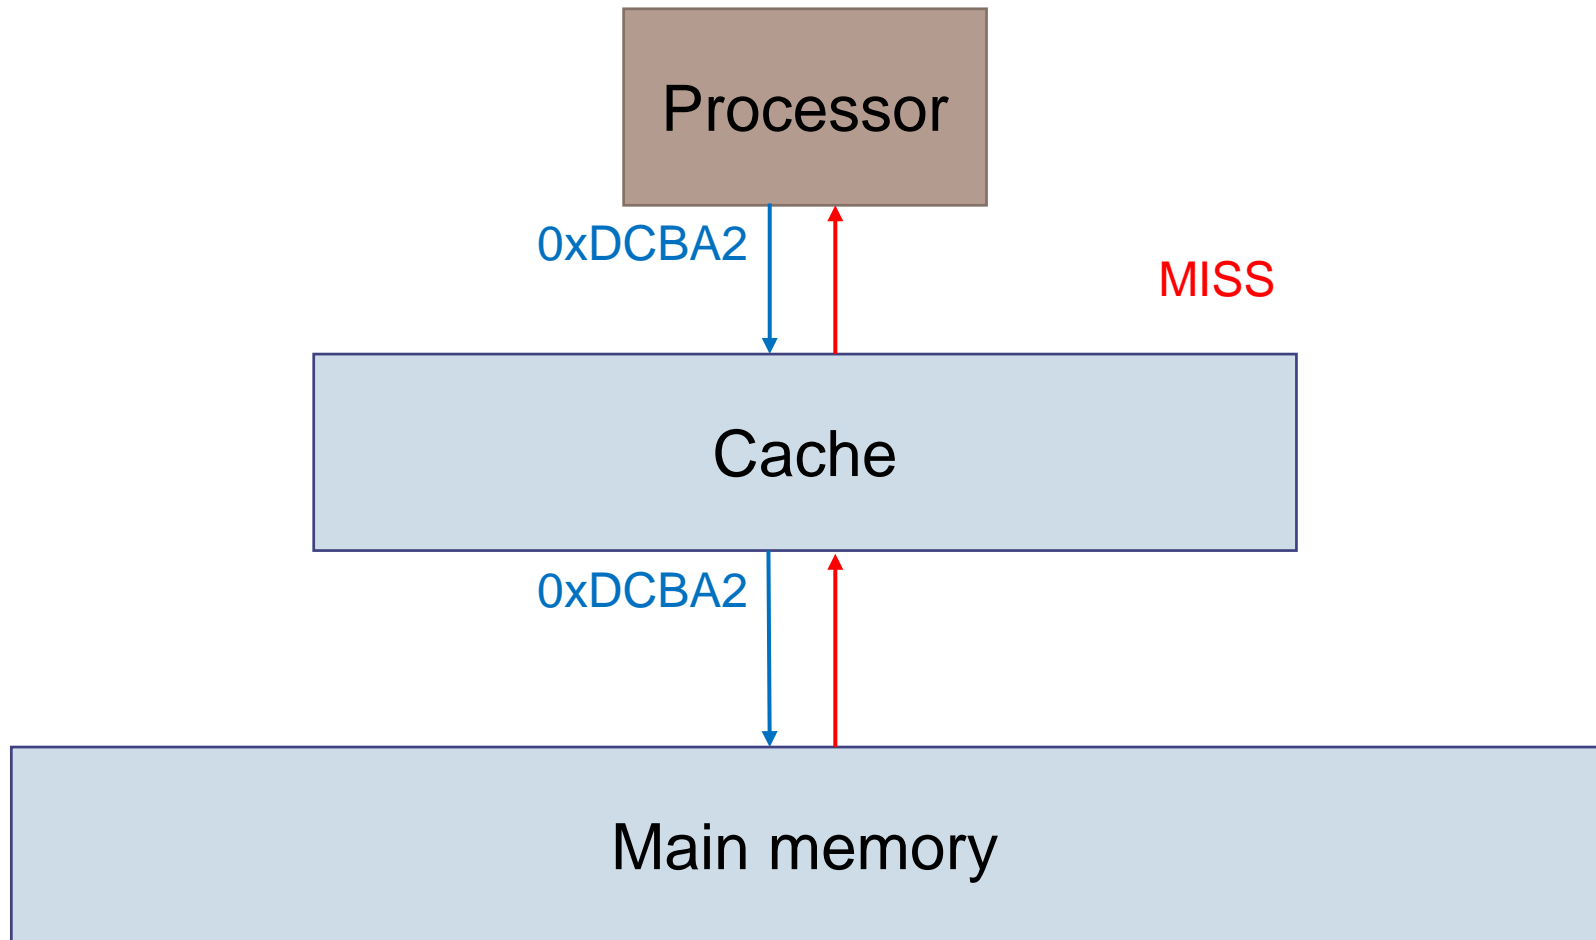 Processor
0xDCBA2
MISS
Cache
0xDCBA2
Main memory